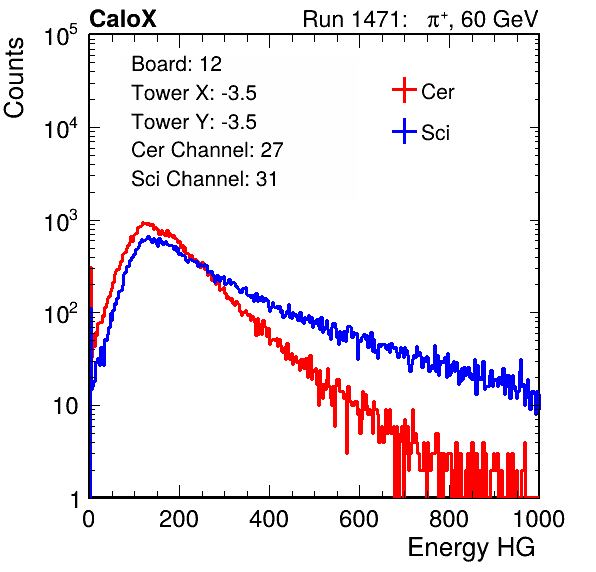 CaloX
Run 1471: π⁺, 60 GeV
Counts
10⁵
10⁴
10³
10²
10
1
Board: 12
Tower X: -3.5
Tower Y: -3.5
Cer Channel: 27
Sci Channel: 31
Cer
Sci
0 200 400 600 800 1000
Energy HG